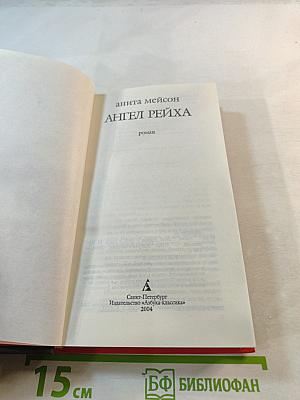 анита мейсон
АНГЕЛ РЕЙХА
роман
Санкт-Петербург
Издательство «Азбука-классика»
2004
15 см
БФ БИБЛИОФАН